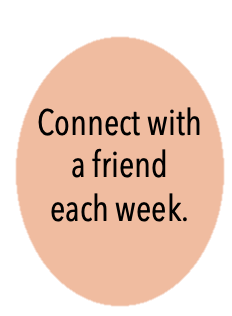 Connect with
a friend
each week.